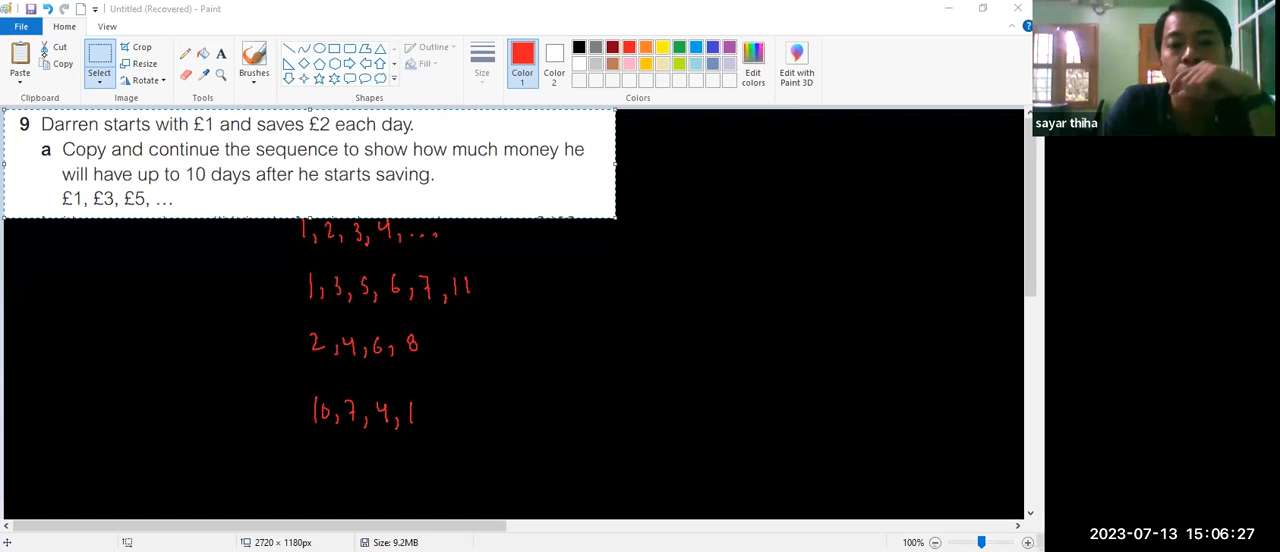 Untitled (Recovered) - Paint
File Home View
Paste Cut Copy Clipboard
Select Crop Resize Rotate Image
Tools
Brushes
Outline Fill Shapes
Size
Color 1 Color 2 Edit colors Colors
Edit with Paint 3D
sayar thiha
9 Darren starts with £1 and saves £2 each day.
a Copy and continue the sequence to show how much money he
will have up to 10 days after he starts saving.
£1, £3, £5, ...
1, 2, 3, 4, ...
1, 3, 5, 6, 7, 11
2, 4, 6, 8
10, 7, 4, 1
2720 × 1180px Size: 9.2MB 100%
2023-07-13 15:06:27